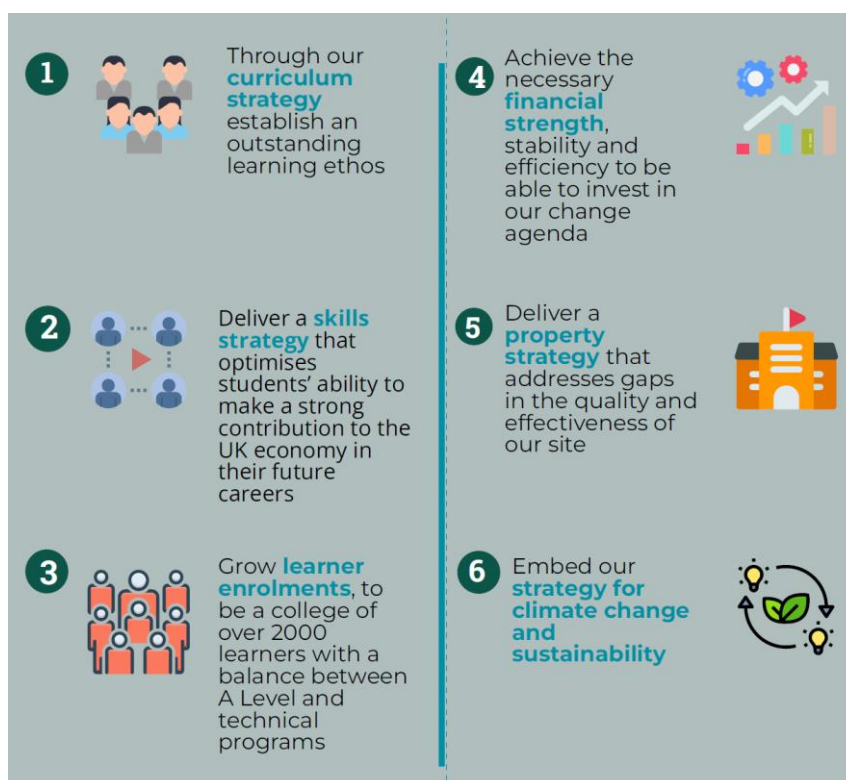 1
Through our
curriculum
strategy
establish an
outstanding
learning ethos
2
Deliver a skills
strategy that
optimises
students’ ability to
make a strong
contribution to the
UK economy in
their future
careers
3
Grow learner
enrolments, to
be a college of
over 2000
learners with a
balance between
A Level and
technical
programs
4
Achieve the
necessary
financial
strength,
stability and
efficiency to be
able to invest in
our change
agenda
5
Deliver a
property
strategy that
addresses gaps
in the quality and
effectiveness of
our site
6
Embed our
strategy for
climate change
and
sustainability